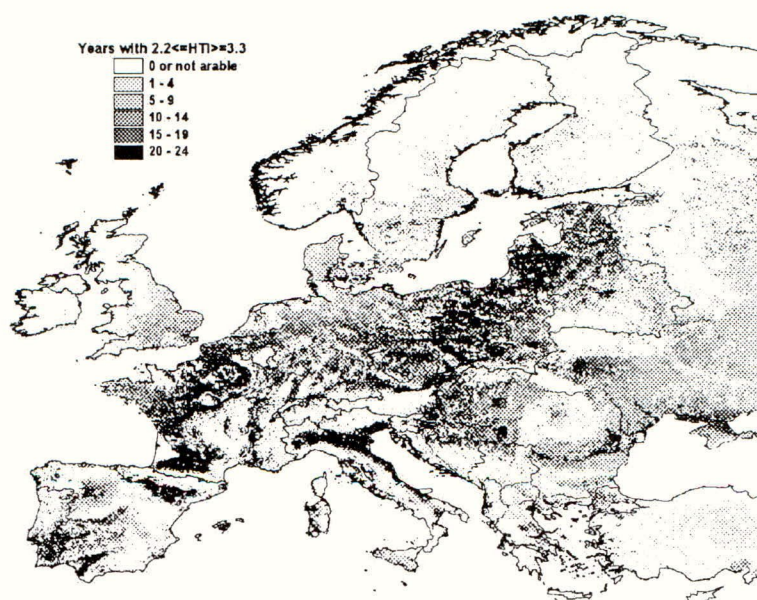 Years with 2.2<=HTI>=3.3
0 or not arable
1 - 4
5 - 9
10 - 14
15 - 19
20 - 24